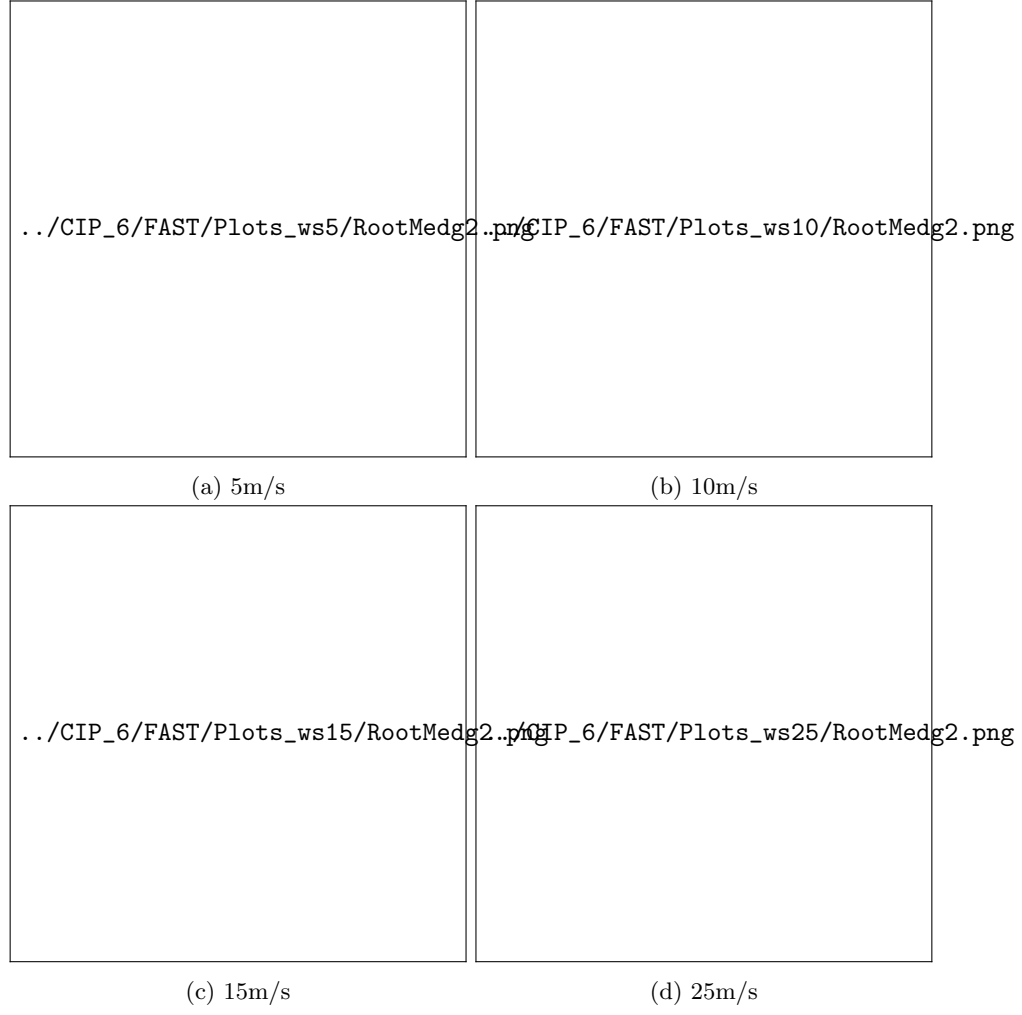 ../CIP_6/FAST/Plots_ws5/RootMedg2.png
../CIP_6/FAST/Plots_ws10/RootMedg2.png
(a) 5m/s
(b) 10m/s
../CIP_6/FAST/Plots_ws15/RootMedg2.png
../CIP_6/FAST/Plots_ws25/RootMedg2.png
(c) 15m/s
(d) 25m/s